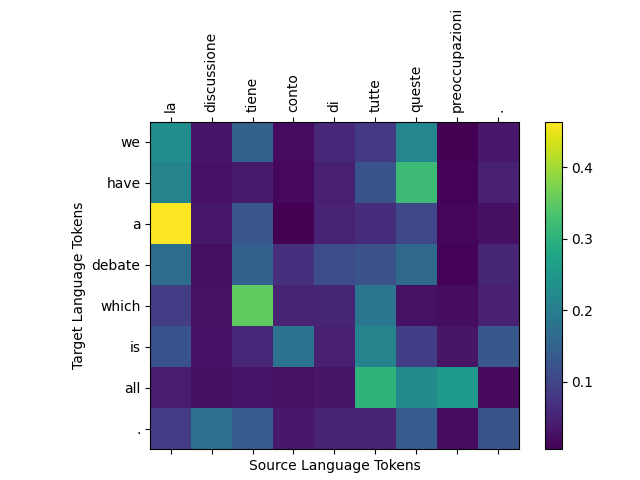 la discussione tiene conto di tutte queste preoccupazioni .
we
have
a
debate
which
is
all
.
Target Language Tokens
Source Language Tokens
0.4
0.3
0.2
0.1